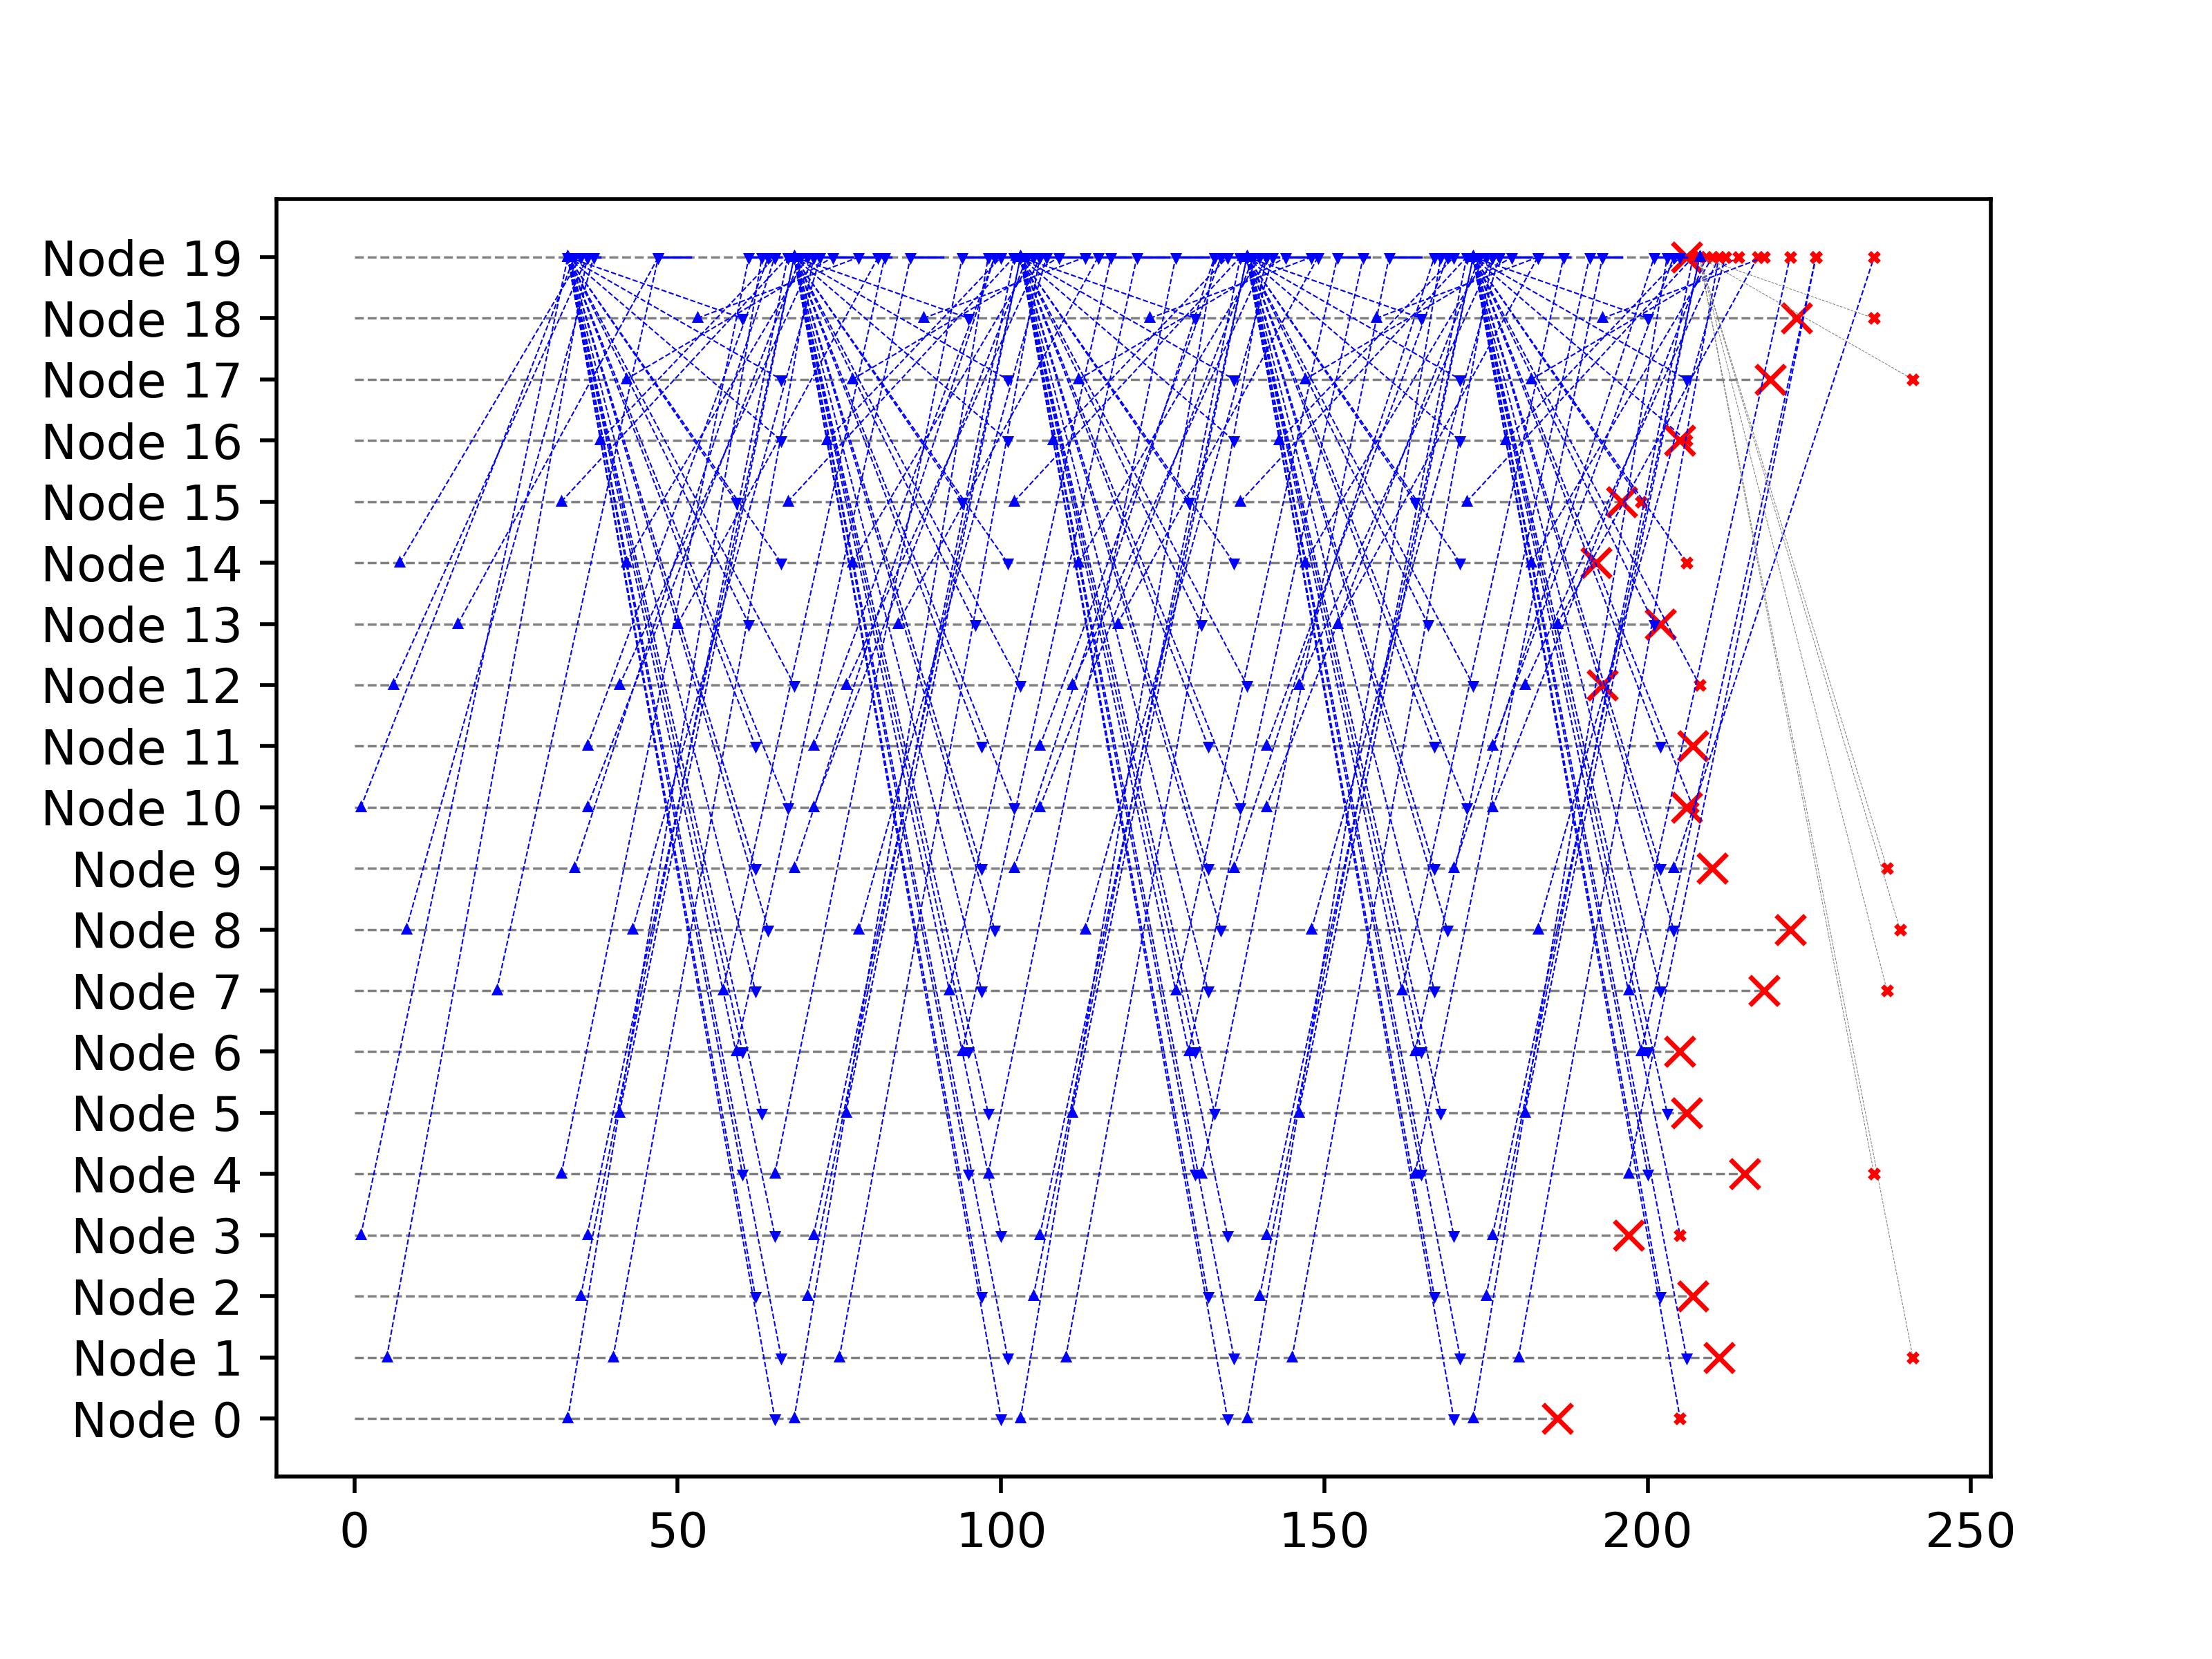 Node 19
Node 18
Node 17
Node 16
Node 15
Node 14
Node 13
Node 12
Node 11
Node 10
Node 9
Node 8
Node 7
Node 6
Node 5
Node 4
Node 3
Node 2
Node 1
Node 0
0 50 100 150 200 250